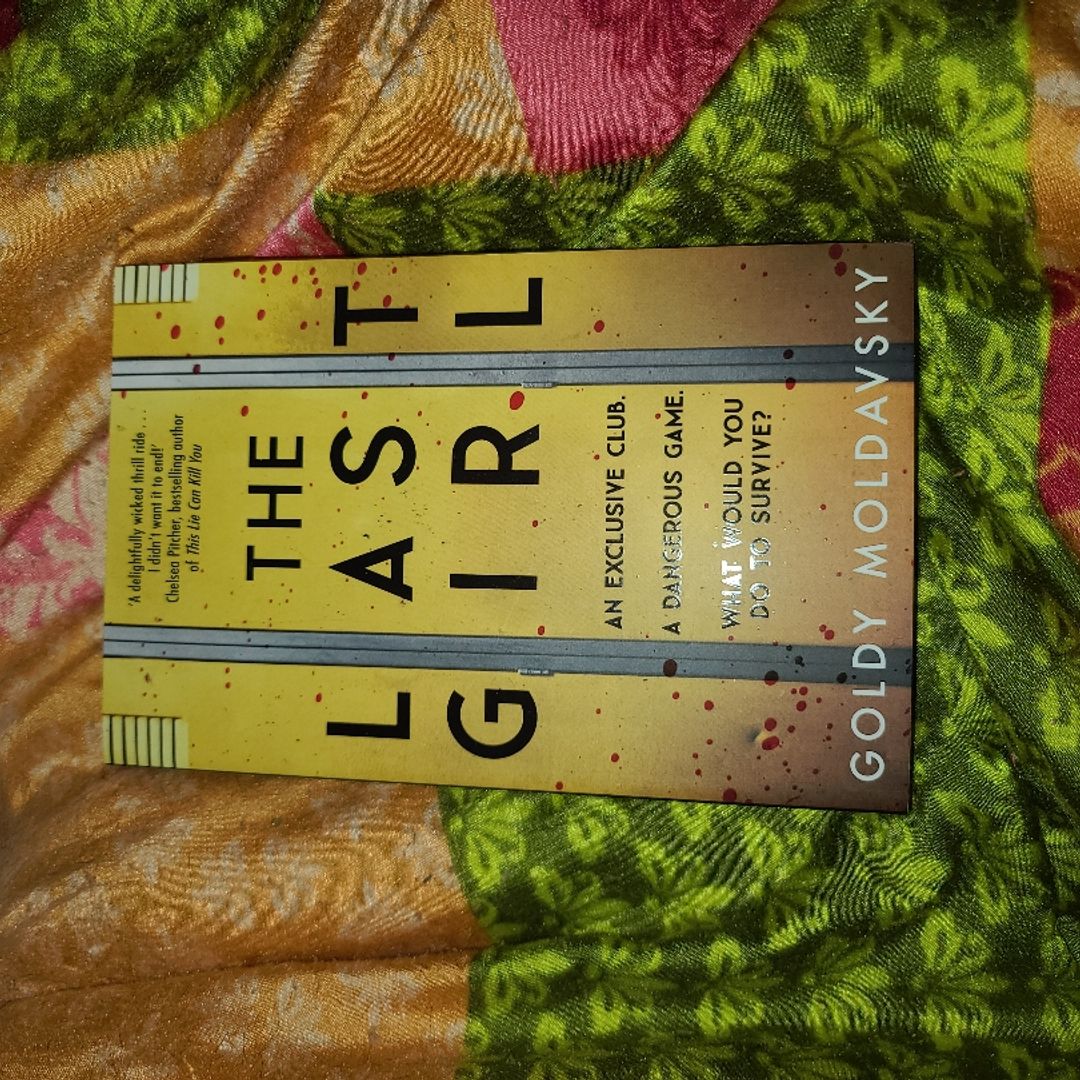 'A delightfully wicked thrill ride . . .
I didn't want it to end!'
Chelsea Pitcher, bestselling author
of This Lie Can Kill You
THE
LAST
GIRL
AN EXCLUSIVE CLUB.
A DANGEROUS GAME.
WHAT WOULD YOU
DO TO SURVIVE?
GOLDY MOLDAVSKY